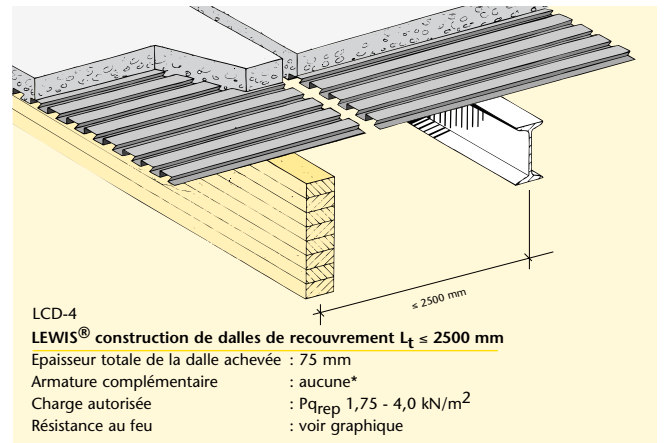 ≤ 2500 mm
LCD-4
LEWIS® construction de dalles de recouvrement Lt ≤ 2500 mm
Epaisseur totale de la dalle achevée : 75 mm
Armature complémentaire : aucune*
Charge autorisée : Pqrep 1,75 - 4,0 kN/m2
Résistance au feu : voir graphique